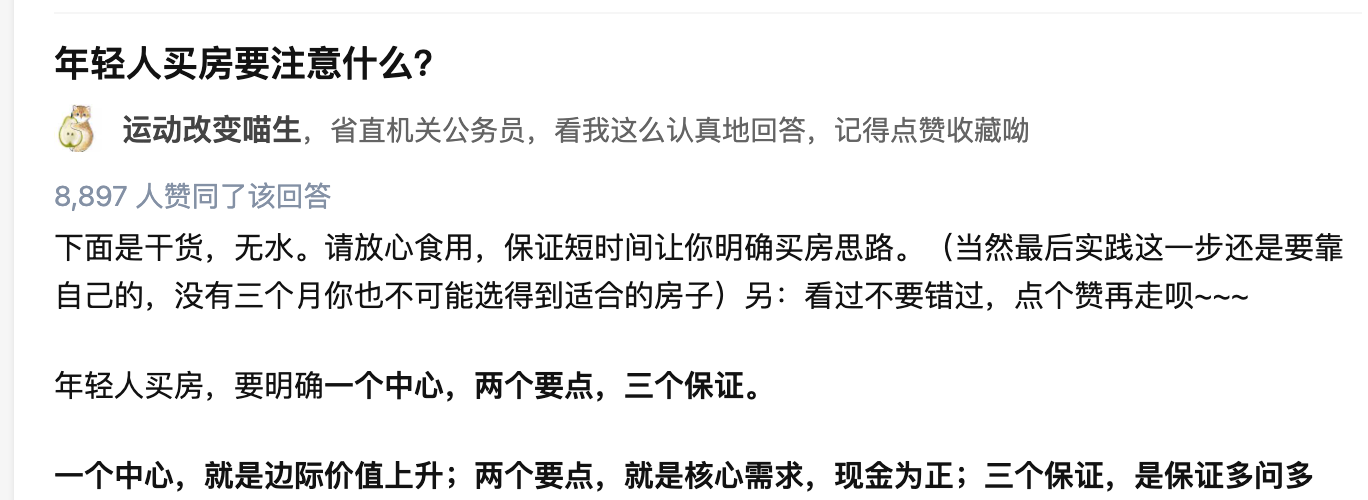 年轻人买房要注意什么?
运动改变喵生，省直机关公务员，看我这么认真地回答，记得点赞收藏呦
8,897 人赞同了该回答
下面是干货，无水。请放心食用，保证短时间让你明确买房思路。（当然最后实践这一步还是要靠
自己的，没有三个月你也不可能选得到适合的房子）另：看过不要错过，点个赞再走呗~~~
年轻人买房，要明确一个中心，两个要点，三个保证。
一个中心，就是边际价值上升；两个要点，就是核心需求，现金为正；三个保证，是保证多问多